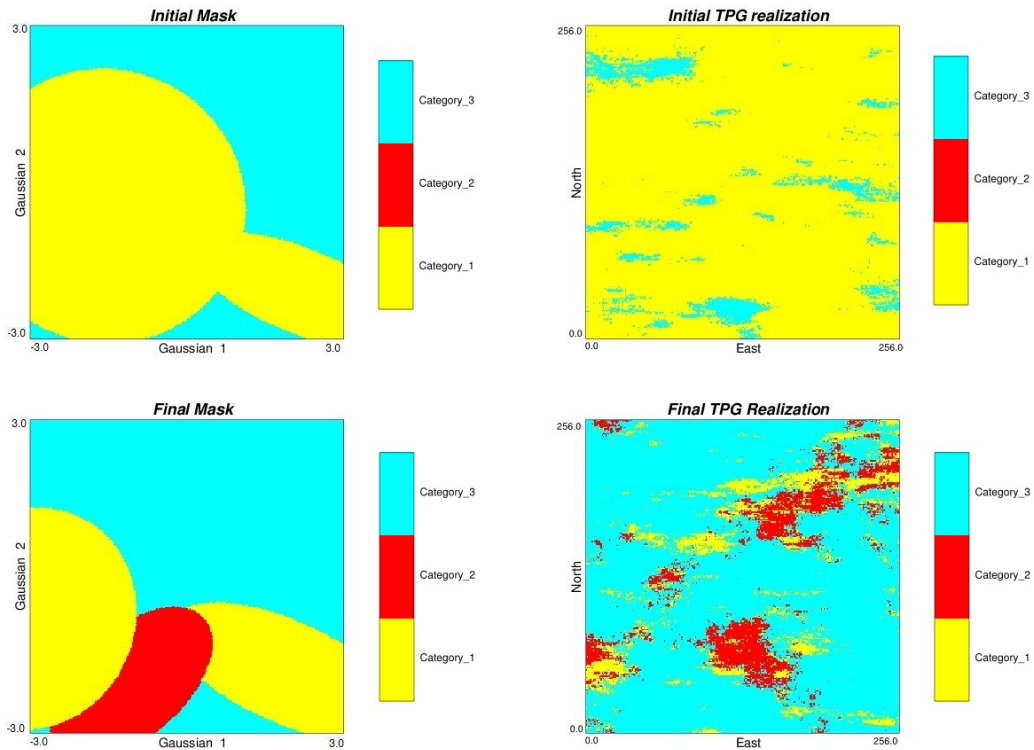 Initial Mask
3.0
Gaussian 2
-3.0
-3.0
Gaussian 1
3.0
Category_3
Category_2
Category_1
Initial TPG realization
256.0
North
0.0
0.0
East
256.0
Category_3
Category_2
Category_1
Final Mask
3.0
Gaussian 2
-3.0
-3.0
Gaussian 1
3.0
Category_3
Category_2
Category_1
Final TPG Realization
256.0
North
0.0
0.0
East
256.0
Category_3
Category_2
Category_1